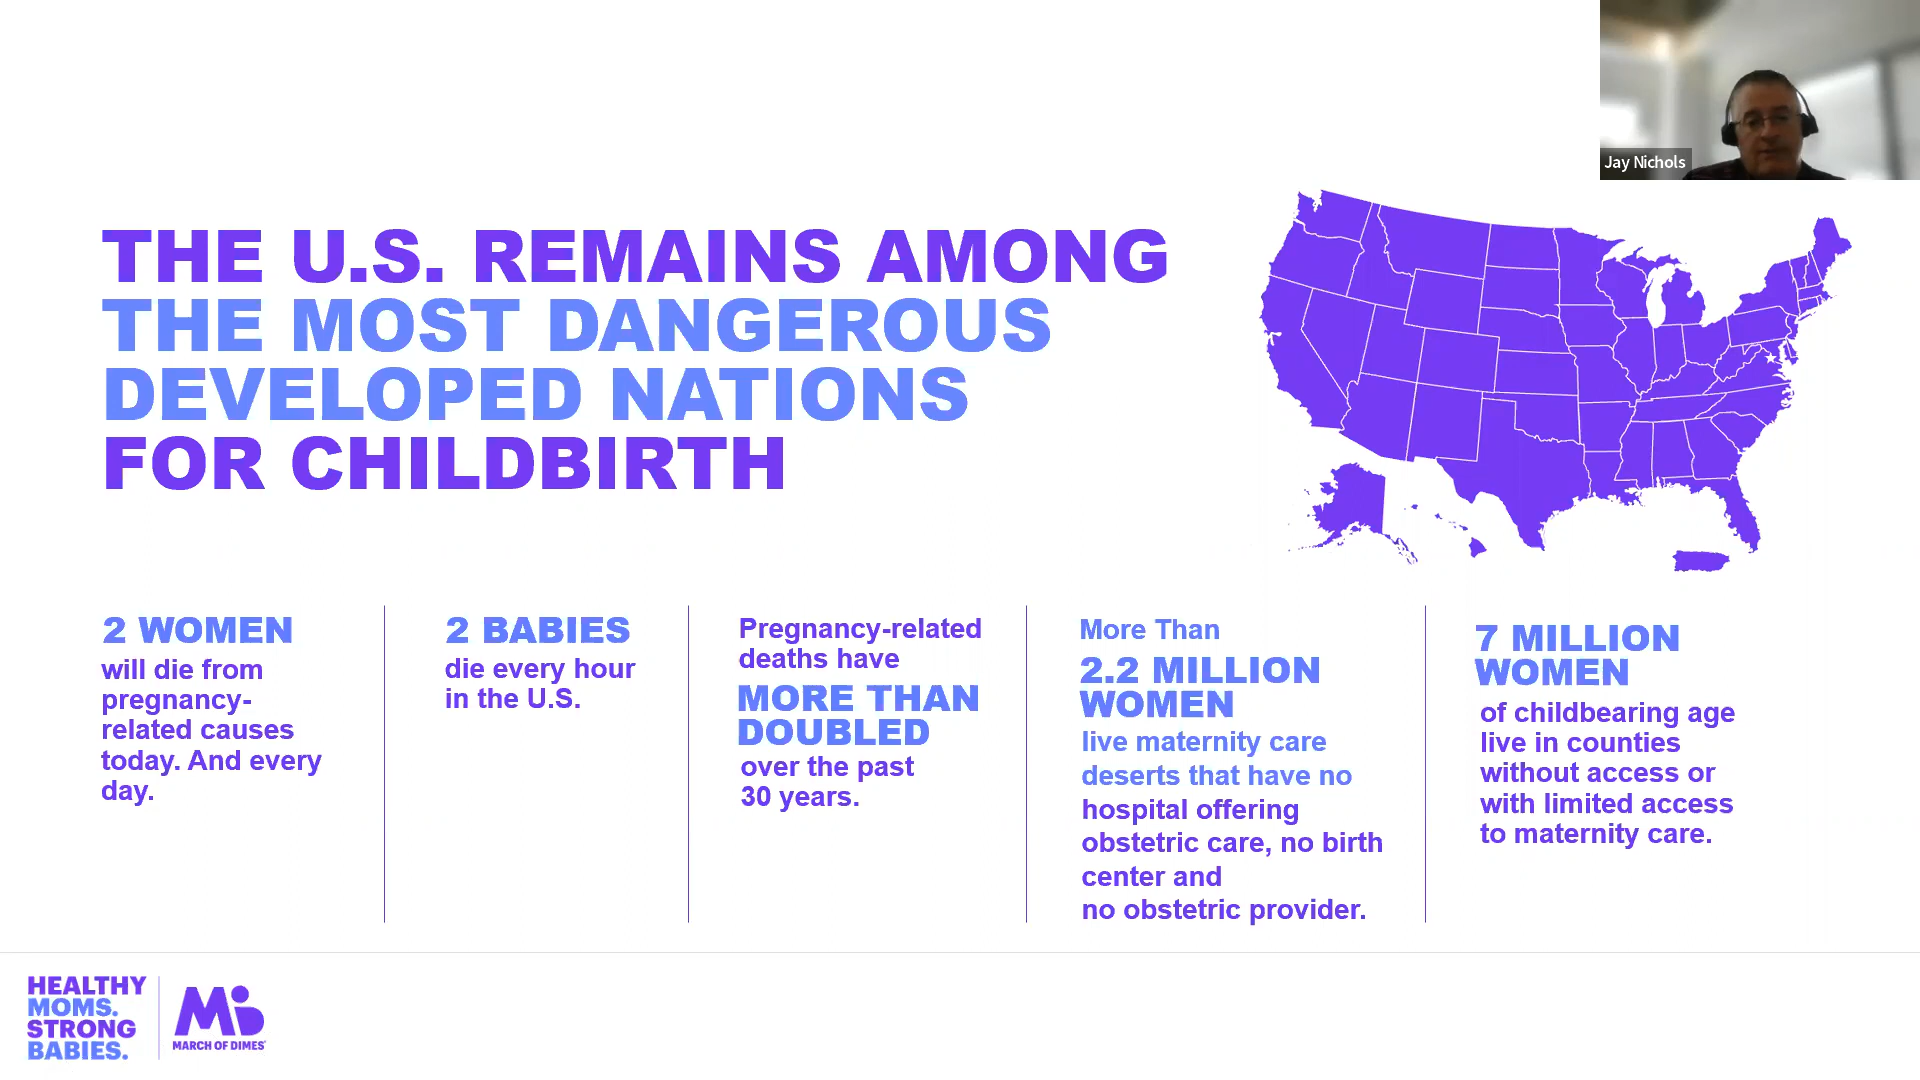 Jay Nichols
THE U.S. REMAINS AMONG
THE MOST DANGEROUS
DEVELOPED NATIONS
FOR CHILDBIRTH
2 WOMEN
will die from
pregnancy-
related causes
today. And every
day.
2 BABIES
die every hour
in the U.S.
Pregnancy-related
deaths have
MORE THAN
DOUBLED
over the past
30 years.
More Than
2.2 MILLION
WOMEN
live maternity care
deserts that have no
hospital offering
obstetric care, no birth
center and
no obstetric provider.
7 MILLION
WOMEN
of childbearing age
live in counties
without access or
with limited access
to maternity care.
HEALTHY
MOMS.
STRONG
BABIES.
MARCH OF DIMES